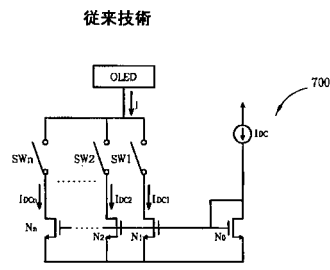 従来技術
OLED
I
700
IDC
SWn
SW2
SW1
IDCn
IDC2
IDC1
Nn
N2
N1
N0